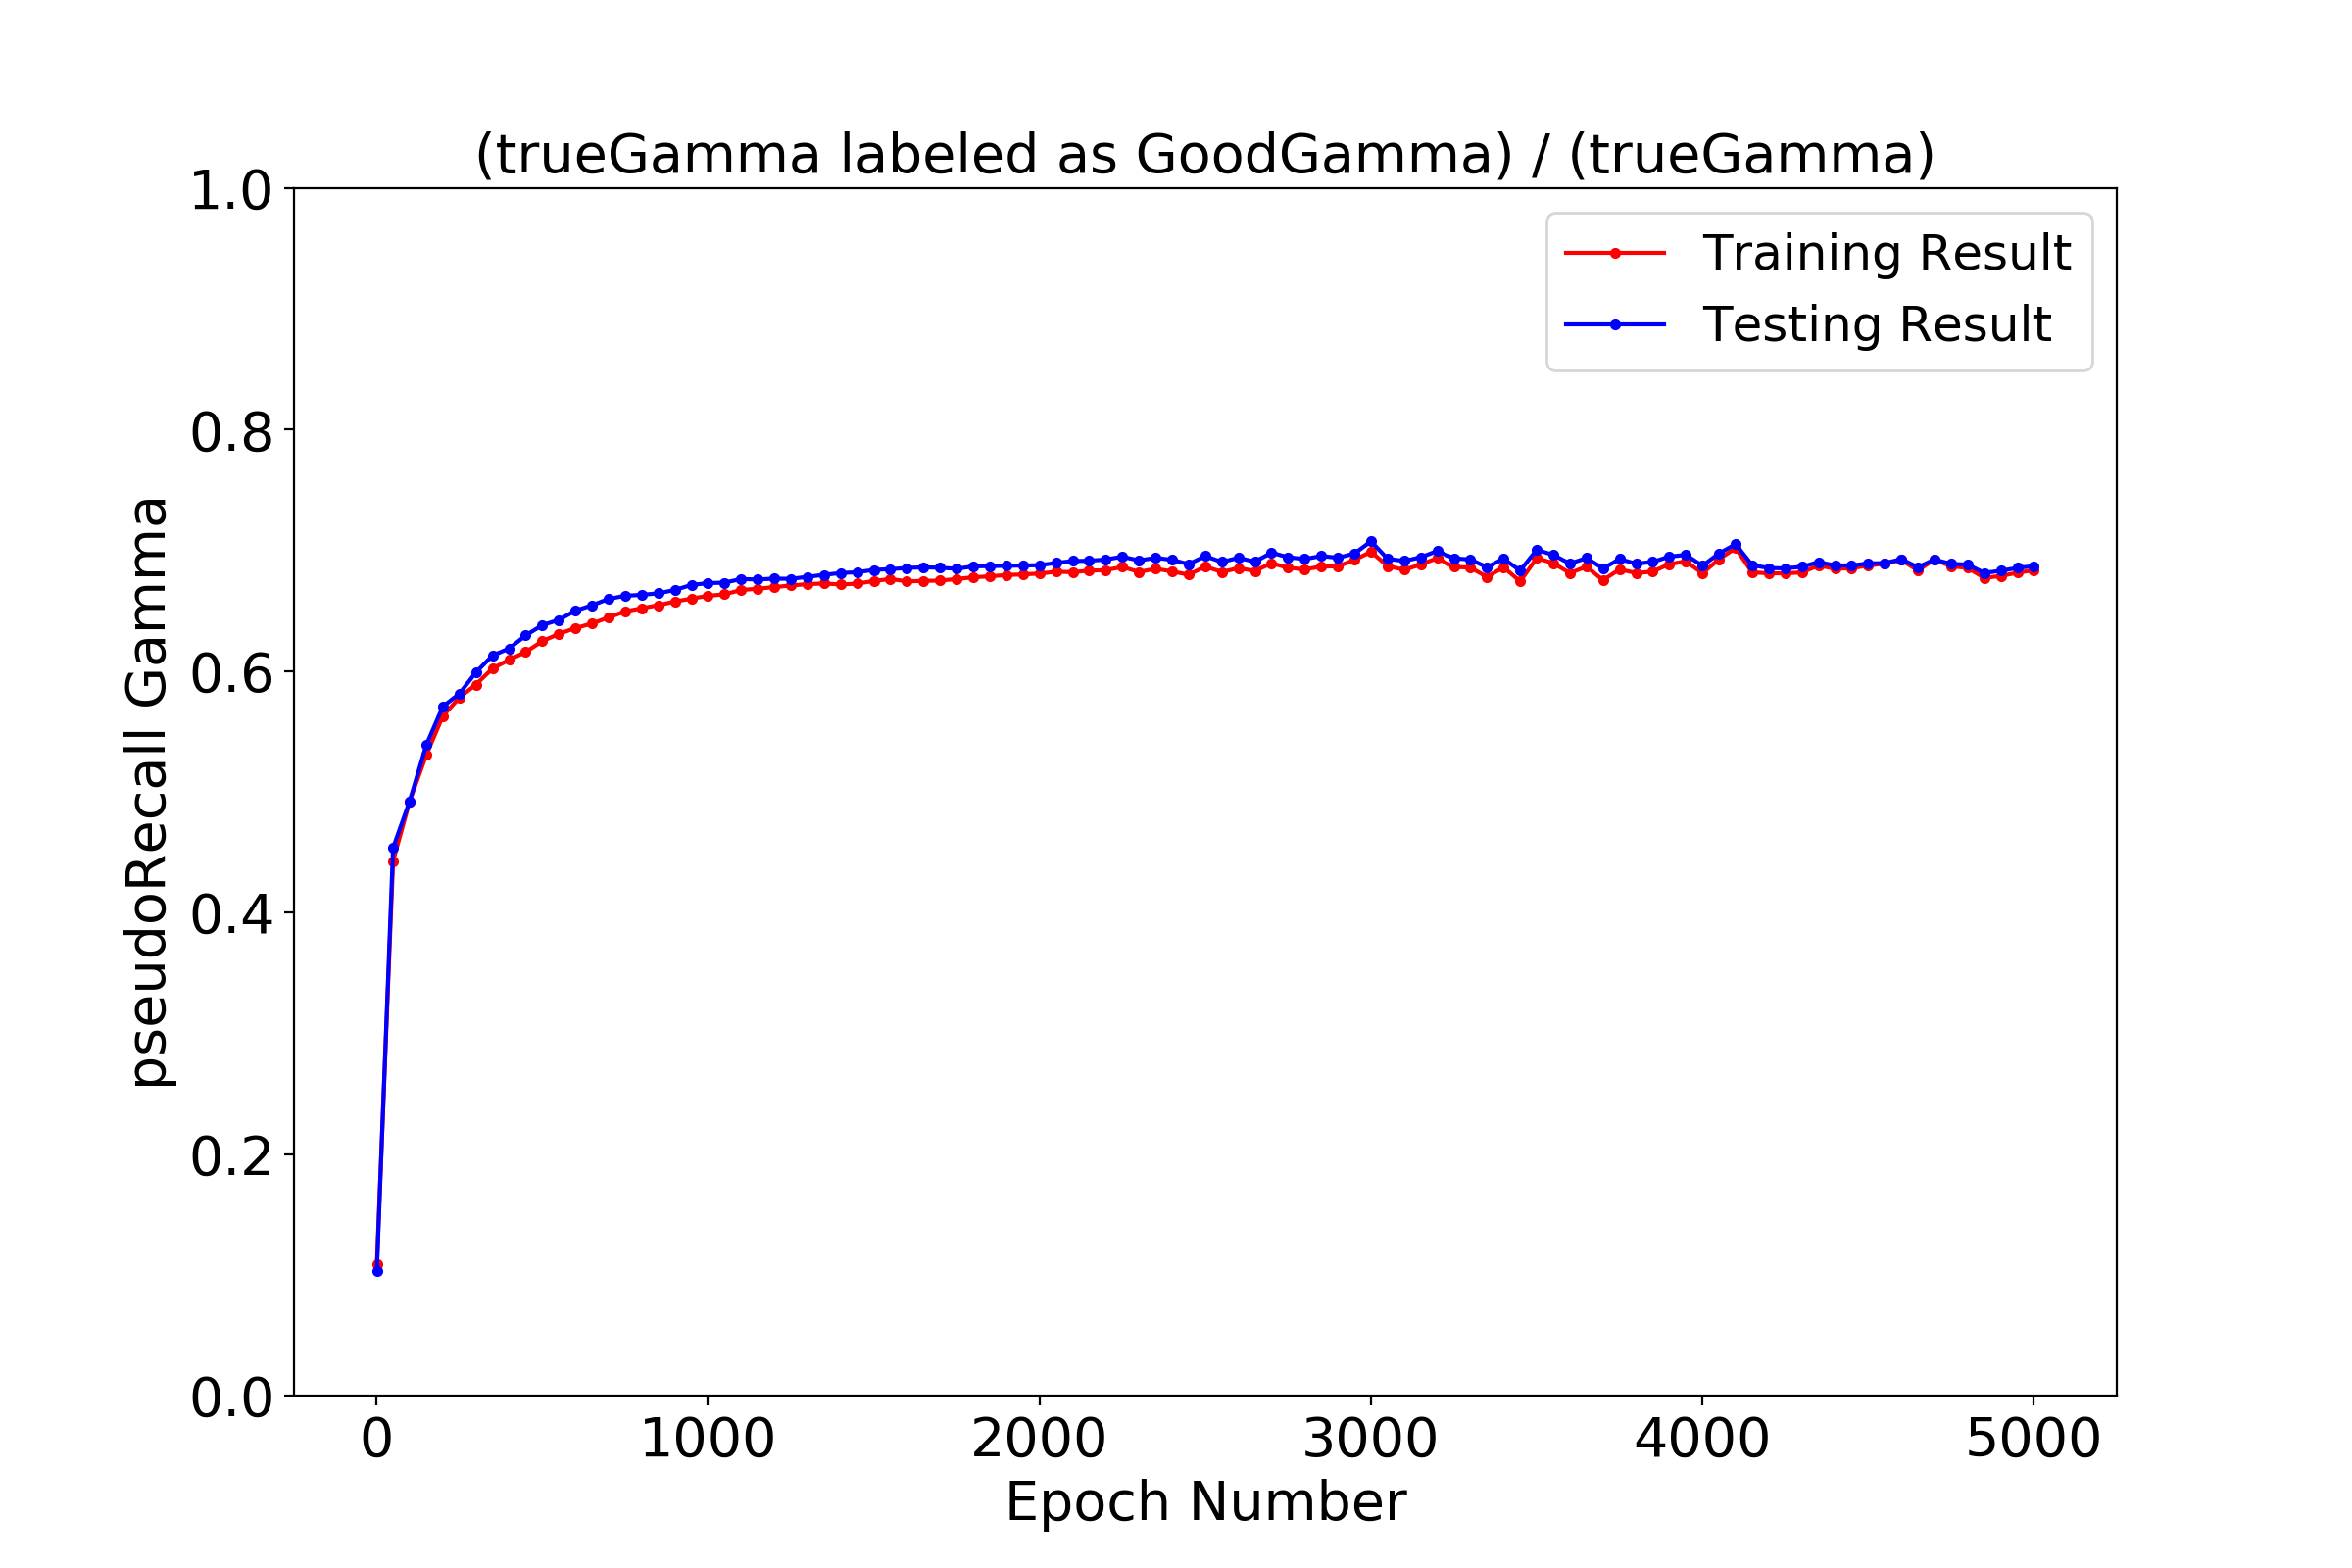 (trueGamma labeled as GoodGamma) / (trueGamma)
Training Result
Testing Result
pseudoRecall Gamma
1.0
0.8
0.6
0.4
0.2
0.0
0 1000 2000 3000 4000 5000
Epoch Number